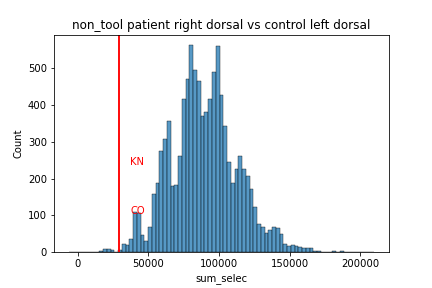 non_tool patient right dorsal vs control left dorsal
500
400
300
200
100
0
Count
KN
CO
0 50000 100000 150000 200000
sum_selec